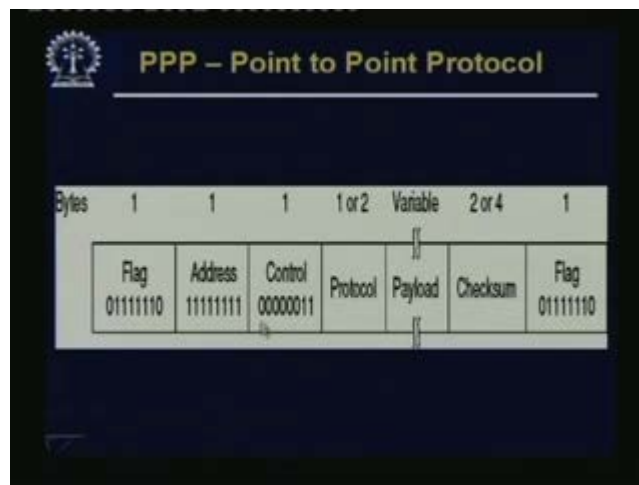 PPP – Point to Point Protocol
Bytes 1 1 1 1 or 2 Variable 2 or 4 1
Flag Address Control Protocol Payload Checksum Flag
01111110 11111111 00000011 01111110